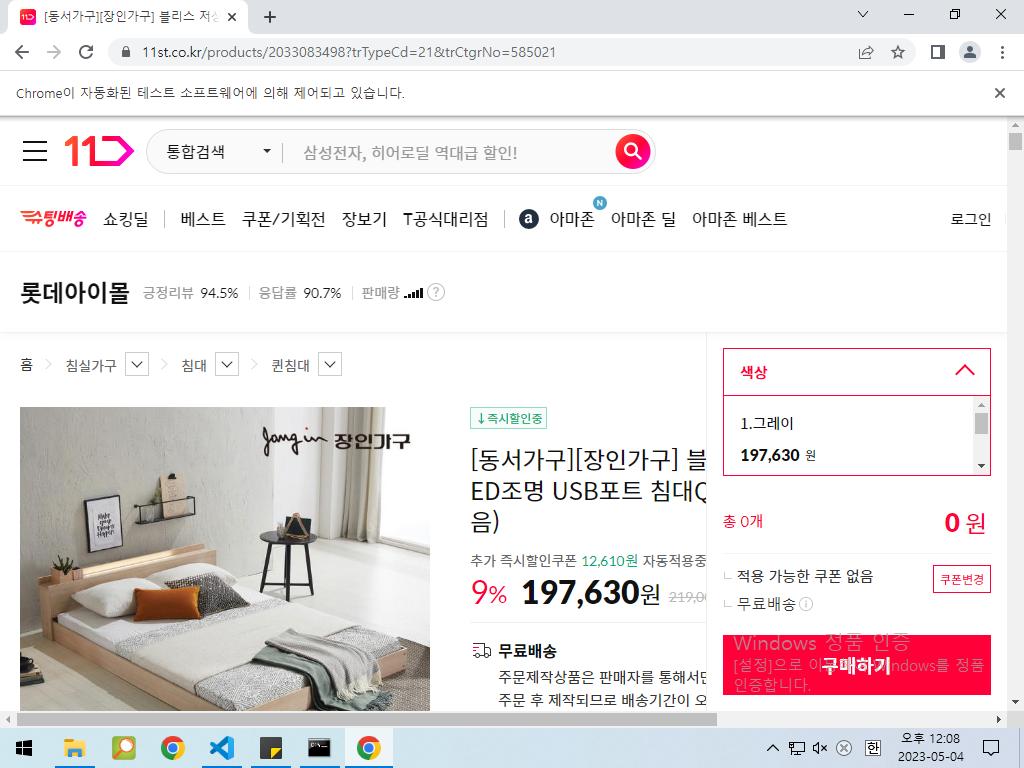 [동서가구][장인가구] 블리스 저상
11st.co.kr/products/2033083498?trTypeCd=21&trCtgrNo=585021
Chrome이 자동화된 테스트 소프트웨어에 의해 제어되고 있습니다.
11
통합검색
삼성전자, 히어로딜 역대급 할인!
슈팅배송 쇼킹딜 베스트 쿠폰/기획전 장보기 T공식대리점 a 아마존 N 아마존 딜 아마존 베스트 로그인
롯데아이몰 긍정리뷰 94.5% 응답률 90.7% 판매량 ?
홈 침실가구 침대 퀸침대
Jang in 장인가구
Make your Dreams Happen!
↓즉시할인중
[동서가구][장인가구] 블
ED조명 USB포트 침대Q
음)
추가 즉시할인쿠폰 12,610원 자동적용중
9% 197,630원 219,00
무료배송
주문제작상품은 판매자를 통해서만
주문 후 제작되므로 배송기간이 오
색상
1.그레이
197,630 원
총 0개
0 원
적용 가능한 쿠폰 없음
쿠폰변경
무료배송
구매하기
Windows 정품 인증
[설정]으로 이 Windows를 정품
인증합니다.
한
오후 12:08
2023-05-04